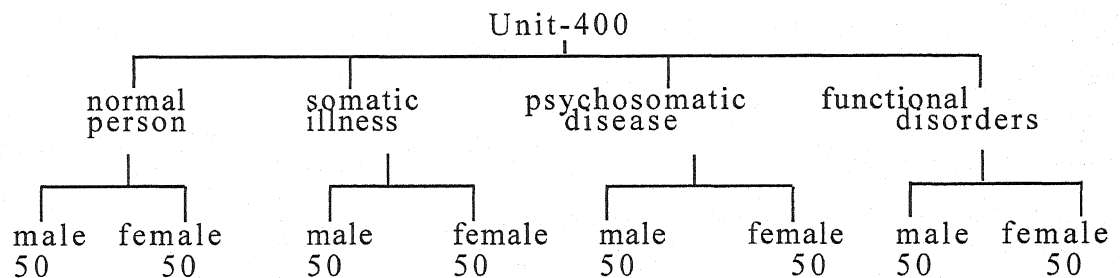 Unit-400
normal
person
somatic
illness
psychosomatic
disease
functional
disorders
male female male female male female male female
50 50 50 50 50 50 50 50